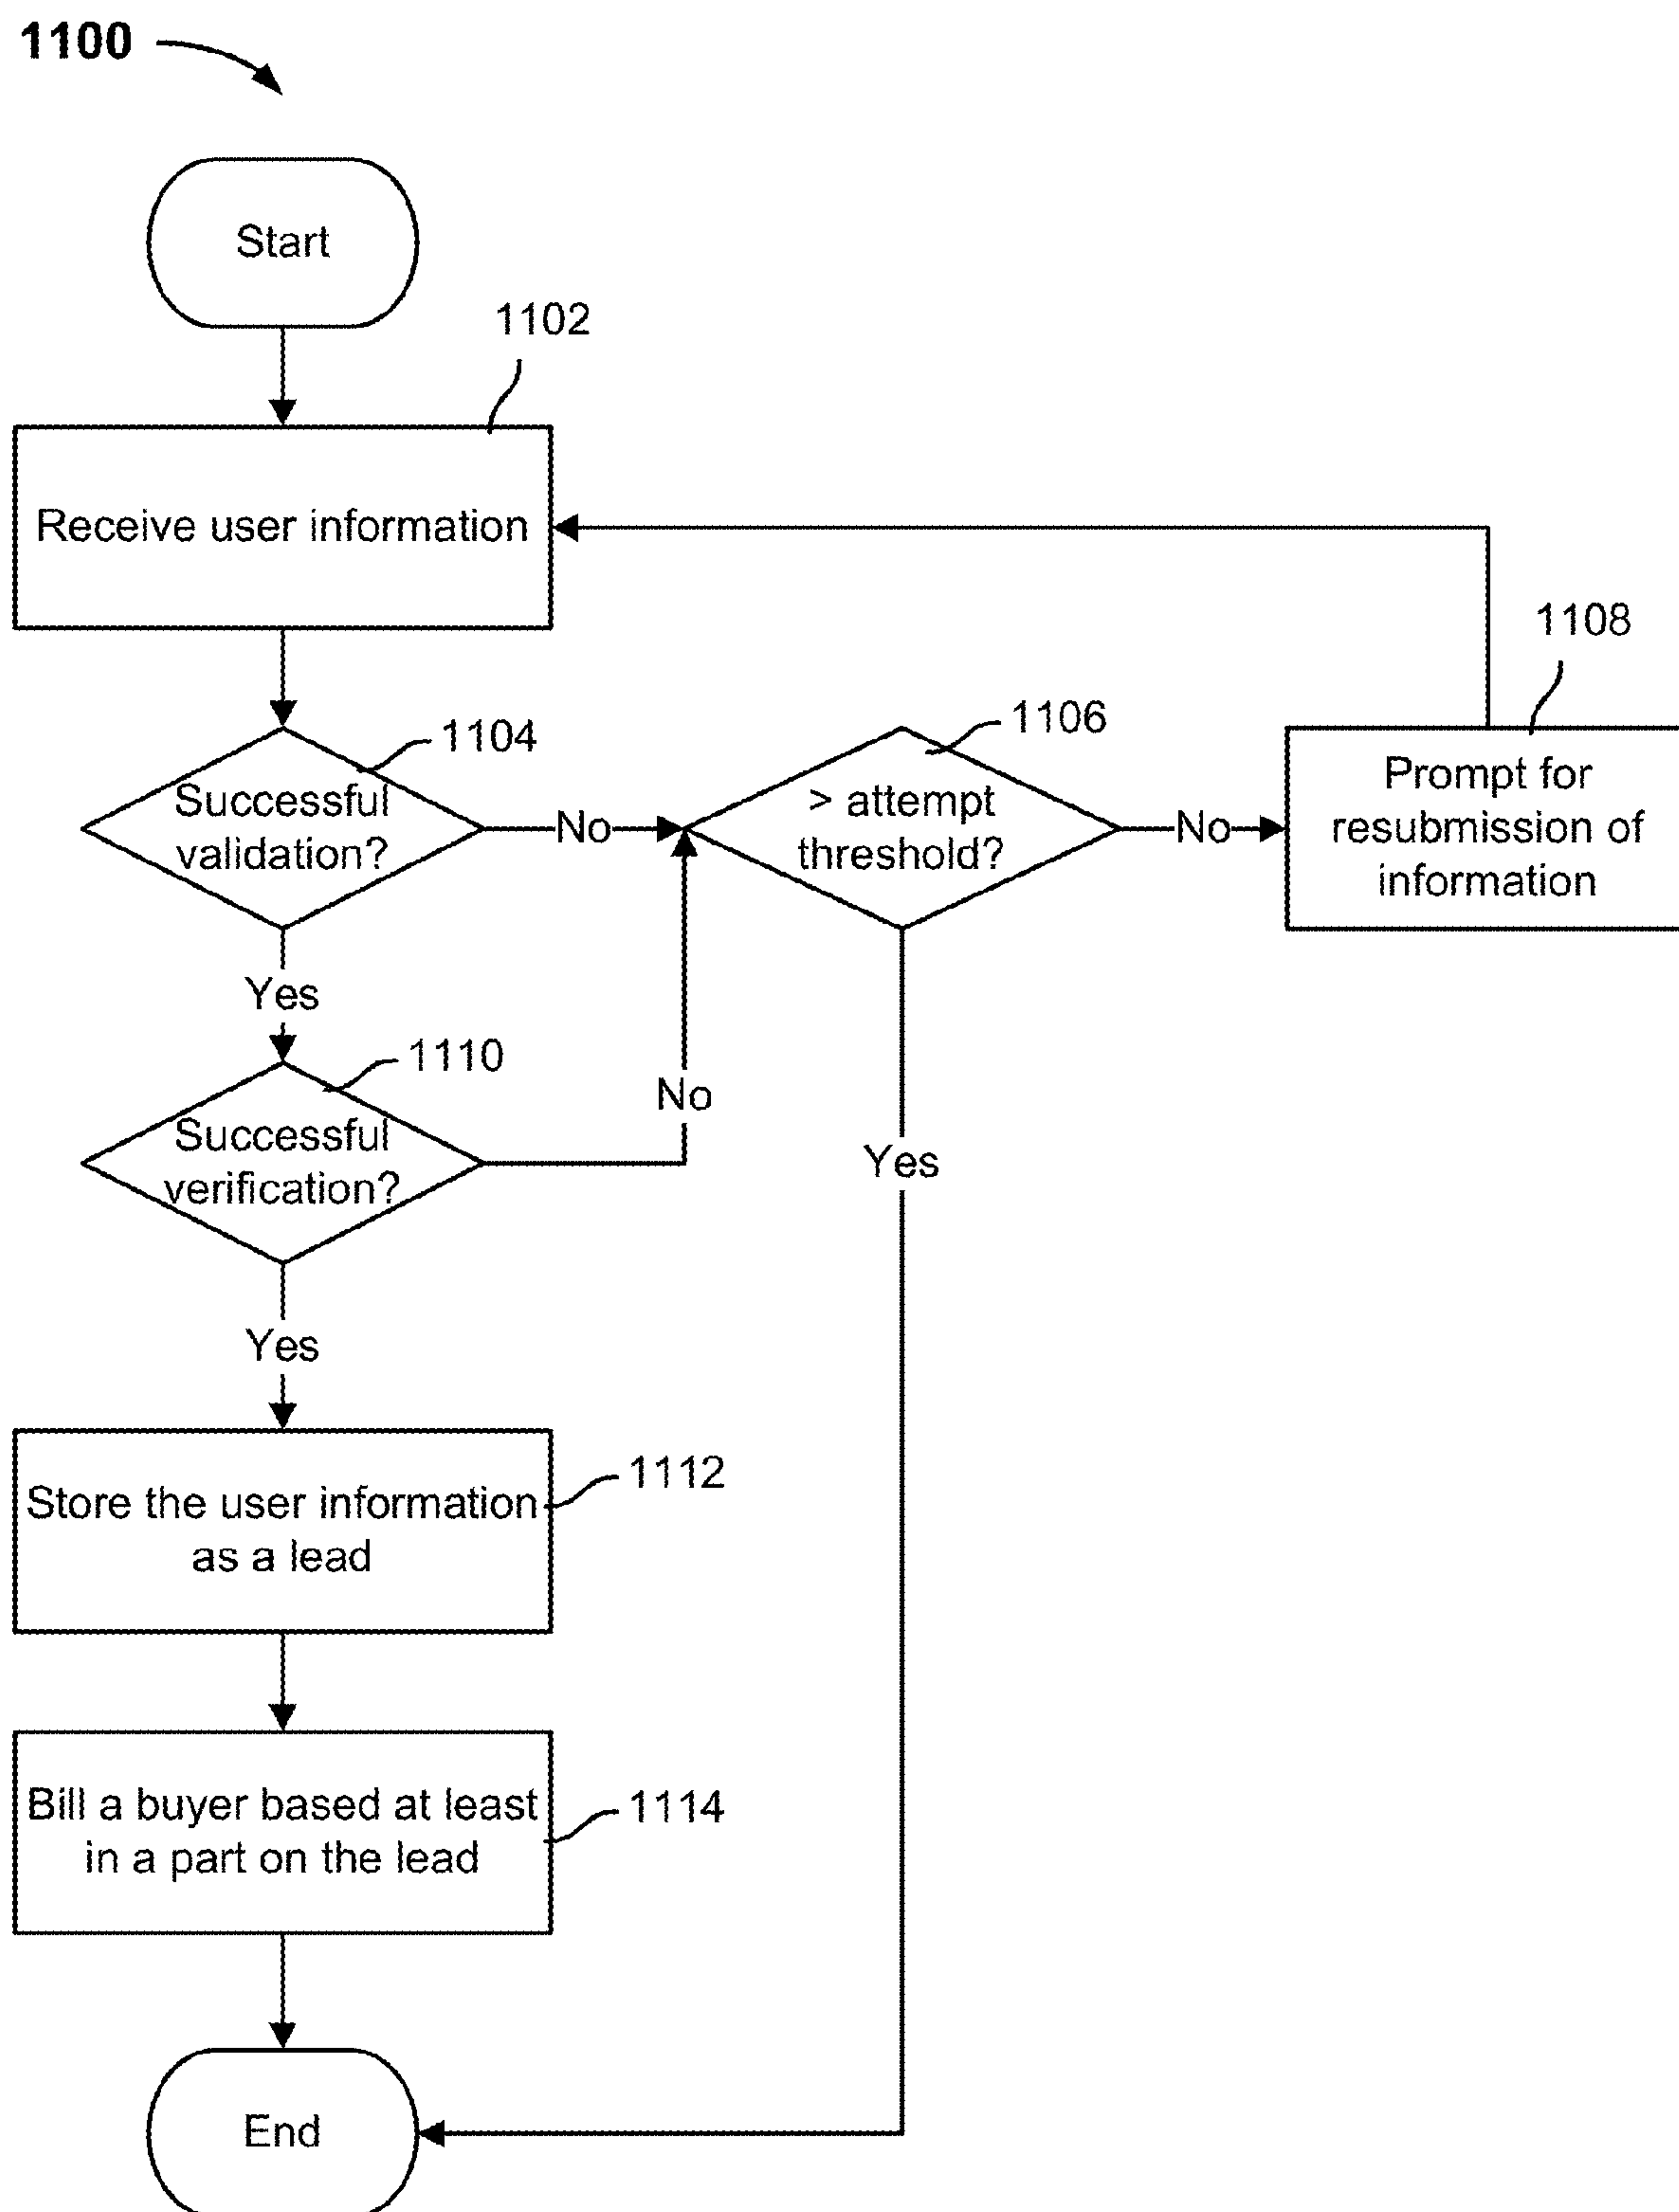 1100
Start
1102
Receive user information
1108
1104
Successful
validation?
No
1106
> attempt
threshold?
No
Prompt for
resubmission of
information
Yes
1110
Successful
verification?
No
Yes
Yes
1112
Store the user information
as a lead
1114
Bill a buyer based at least
in a part on the lead
End